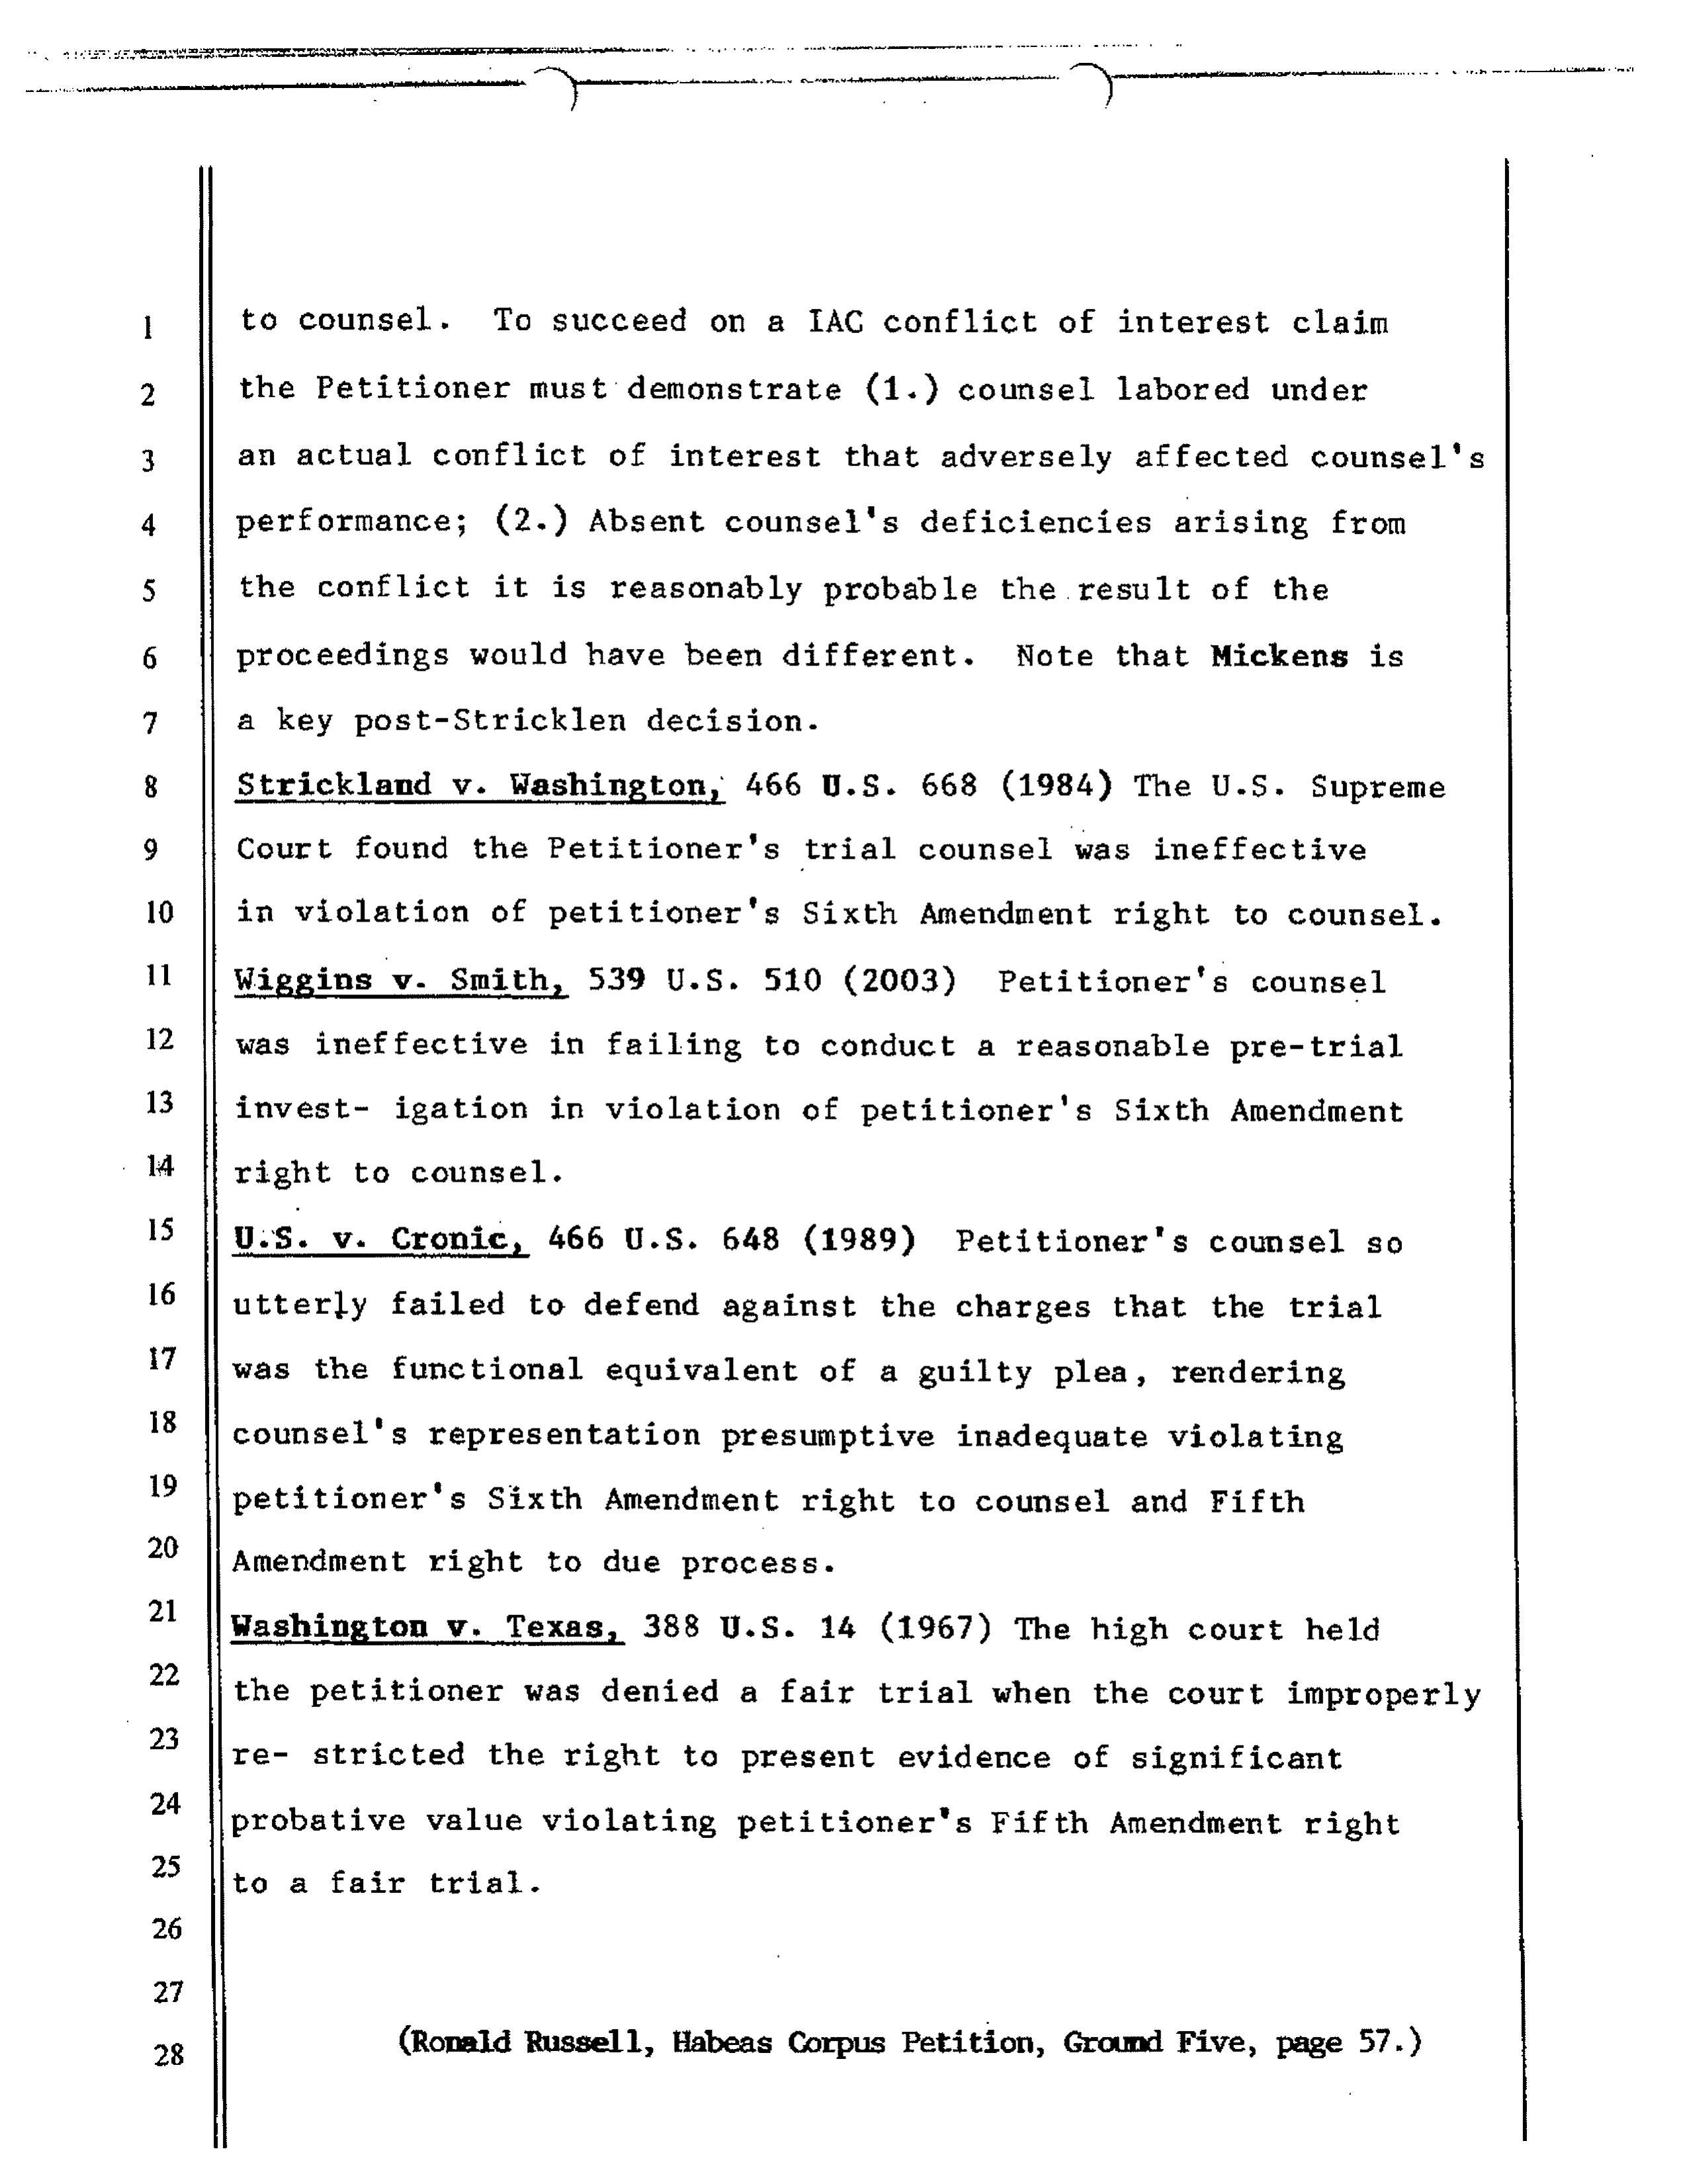 1 to counsel. To succeed on a IAC conflict of interest claim
2 the Petitioner must demonstrate (1.) counsel labored under
3 an actual conflict of interest that adversely affected counsel's
4 performance; (2.) Absent counsel's deficiencies arising from
5 the conflict it is reasonably probable the result of the
6 proceedings would have been different. Note that Mickens is
7 a key post-Stricklen decision.
8 Strickland v. Washington, 466 U.S. 668 (1984) The U.S. Supreme
9 Court found the Petitioner's trial counsel was ineffective
10 in violation of petitioner's Sixth Amendment right to counsel.
11 Wiggins v. Smith, 539 U.S. 510 (2003) Petitioner's counsel
12 was ineffective in failing to conduct a reasonable pre-trial
13 invest- igation in violation of petitioner's Sixth Amendment
14 right to counsel.
15 U.S. v. Cronic, 466 U.S. 648 (1989) Petitioner's counsel so
16 utterly failed to defend against the charges that the trial
17 was the functional equivalent of a guilty plea, rendering
18 counsel's representation presumptive inadequate violating
19 petitioner's Sixth Amendment right to counsel and Fifth
20 Amendment right to due process.
21 Washington v. Texas, 388 U.S. 14 (1967) The high court held
22 the petitioner was denied a fair trial when the court improperly
23 re- stricted the right to present evidence of significant
24 probative value violating petitioner's Fifth Amendment right
25 to a fair trial.
26
27
28 (Ronald Russell, Habeas Corpus Petition, Ground Five, page 57.)